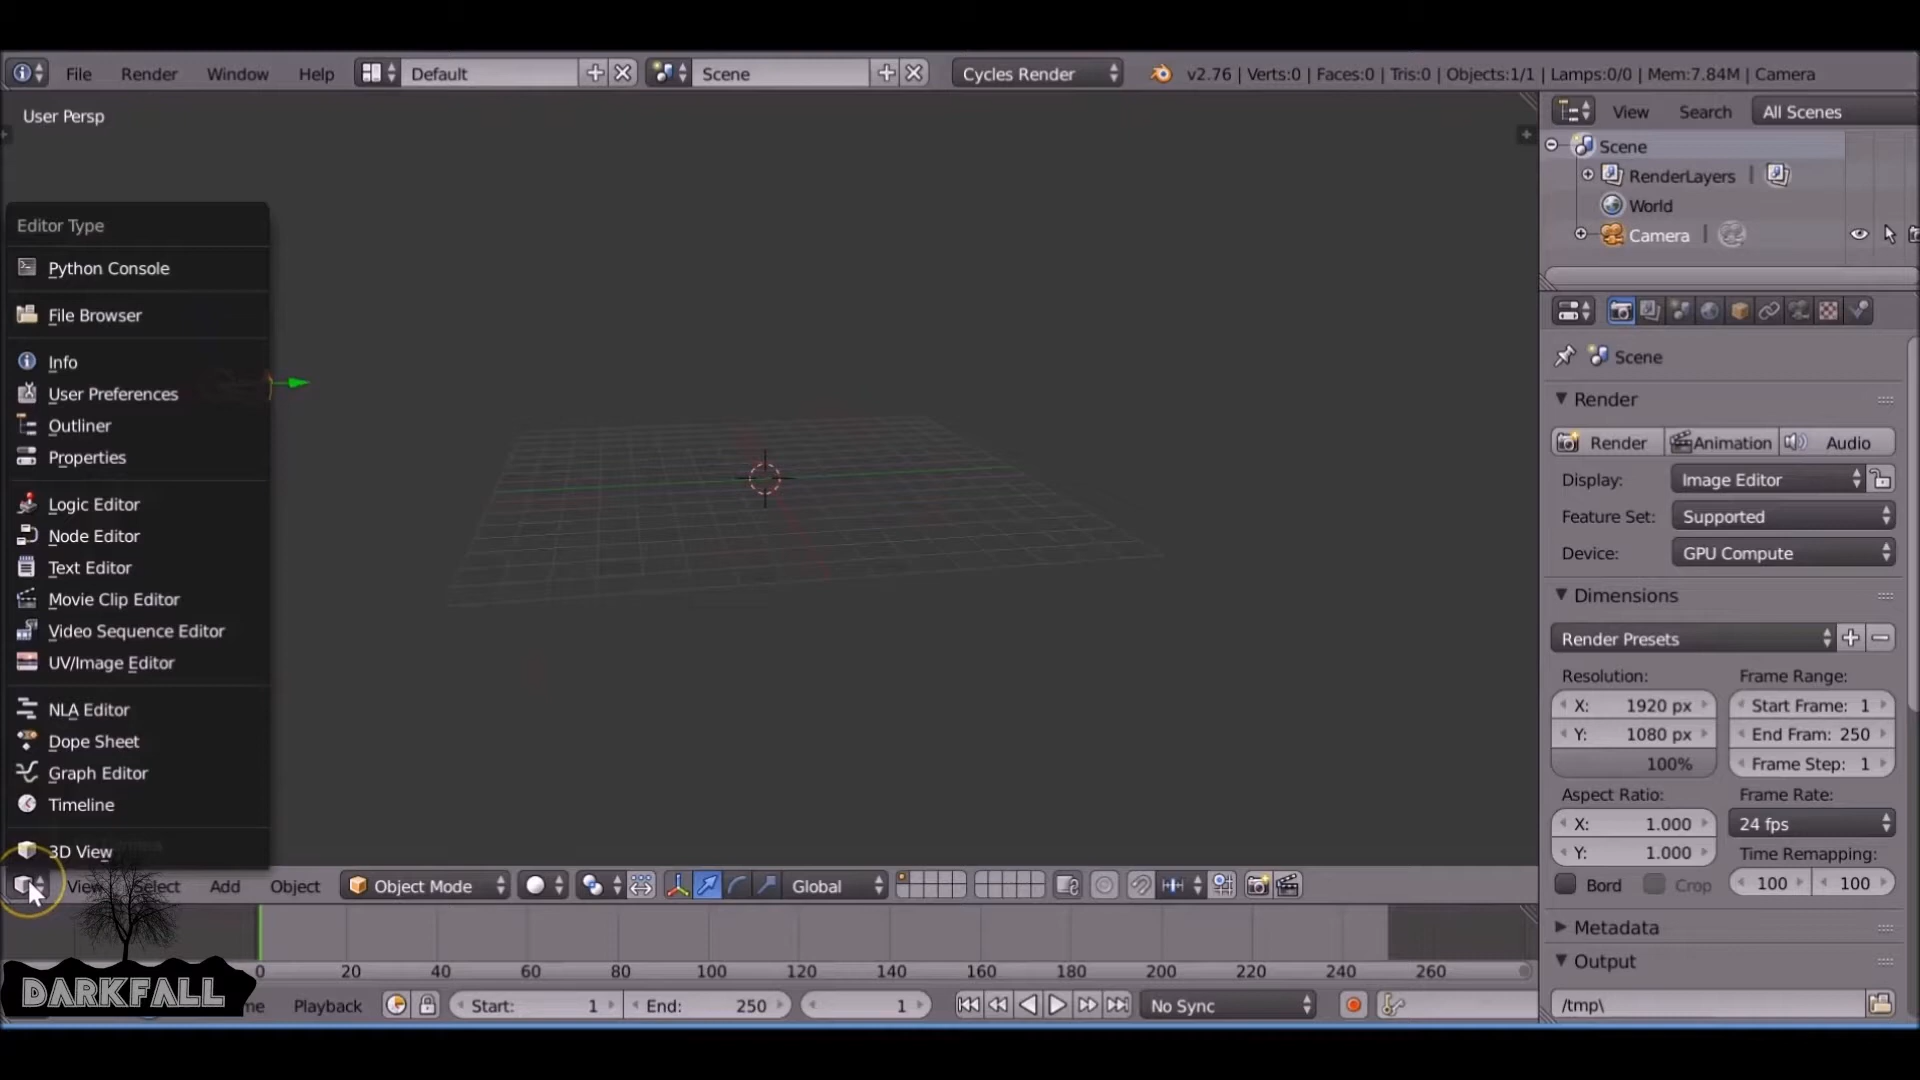 File Render Window Help Default Scene Cycles Render v2.76 | Verts:0 | Faces:0 | Tris:0 | Objects:1/1 | Lamps:0/0 | Mem:7.84M | Camera
User Persp
View Search All Scenes
Scene
RenderLayers
World
Camera
Editor Type
Python Console
File Browser
Info
User Preferences
Outliner
Properties
Logic Editor
Node Editor
Text Editor
Movie Clip Editor
Video Sequence Editor
UV/Image Editor
NLA Editor
Dope Sheet
Graph Editor
Timeline
3D View
Scene
Render
Render Animation Audio
Display: Image Editor
Feature Set: Supported
Device: GPU Compute
Dimensions
Render Presets
Resolution: Frame Range:
X: 1920 px Start Frame: 1
Y: 1080 px End Fram: 250
100% Frame Step: 1
Aspect Ratio: Frame Rate:
X: 1.000 24 fps
Y: 1.000 Time Remapping:
Bord Crop 100 100
Metadata
Output
/tmp\
View Select Add Object Object Mode Global
0 20 40 60 80 100 120 140 160 180 200 220 240 260
DARKFALL
me Playback Start: 1 End: 250 1 No Sync